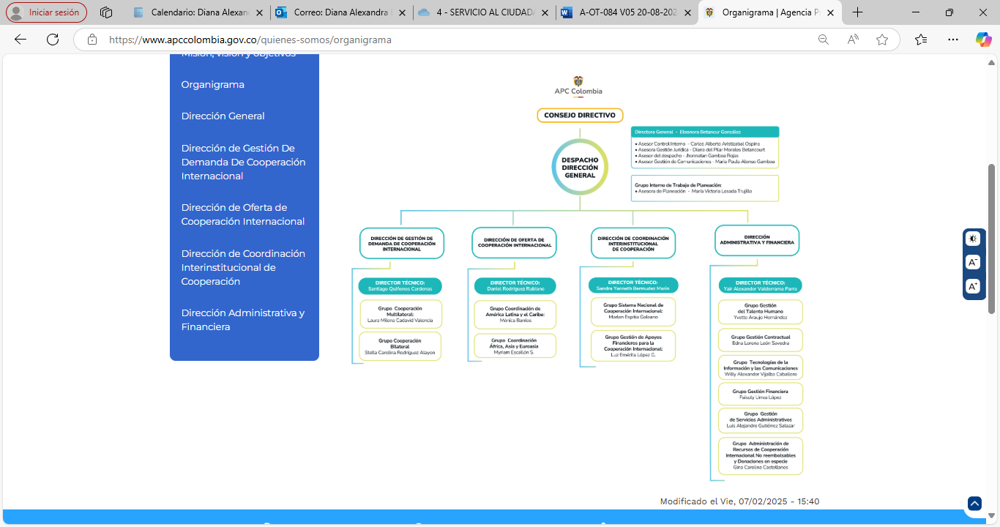 Iniciar sesión
Calendario: Diana Alexan
Correo: Diana Alexandra
4 - SERVICIO AL CIUDAD
A-OT-084 V05 20-08-202
Organigrama | Agencia P
https://www.apccolombia.gov.co/quienes-somos/organigrama
Misión, visión y objetivos
Organigrama
Dirección General
Dirección de Gestión De
Demanda De Cooperación
Internacional
Dirección de Oferta de
Cooperación Internacional
Dirección de Coordinación
Interinstitucional de
Cooperación
Dirección Administrativa y
Financiera
APC Colombia
CONSEJO DIRECTIVO
DESPACHO
DIRECCIÓN
GENERAL
Directora General - Eleonora Betancur González
• Asesor Control Interno - Carlos Alberto Aristizabal Ospina
• Asesora Gestión Jurídica - Diana del Pilar Morales Betancourt
• Asesor del despacho - Jhonnatan Gamboa Rojas
• Asesor Gestión de Comunicaciones - María Paula Alonso Gamboa
Grupo Interno de Trabajo de Planeación:
• Asesora de Planeación - María Victoria Losada Trujillo
DIRECCIÓN DE GESTIÓN DE
DEMANDA DE COOPERACIÓN
INTERNACIONAL
DIRECTOR TÉCNICO:
Santiago Quiñones Cardenas
Grupo Cooperación
Multilateral:
Laura Milena Cadavid Valencia
Grupo Cooperación
Bilateral
Stella Carolina Rodríguez Alayon
DIRECCIÓN DE OFERTA DE
COOPERACIÓN INTERNACIONAL
DIRECTOR TÉCNICO:
Daniel Rodríguez Rubiano
Grupo Coordinación de
América Latina y el Caribe:
Mónica Barrios
Grupo Coordinación
África, Asia y Euroasia
Myriam Escallón S.
DIRECCIÓN DE COORDINACIÓN
INTERINSTITUCIONAL
DE COOPERACIÓN
DIRECTOR TÉCNICO:
Sandra Yanneth Bermudez Marin
Grupo Sistema Nacional de
Cooperación Internacional:
Marlen Espitia Galeano
Grupo Gestión de Apoyos
Financieros para la
Cooperación Internacional:
Luz Emérita López G.
DIRECCIÓN
ADMINISTRATIVA Y FINANCIERA
DIRECTOR TÉCNICO:
Yair Alexander Valderrama Parra
Grupo Gestión
del Talento Humano
Yvette Araujo Hernández
Grupo Gestión Contractual
Edna Lorena León Savedra
Grupo Tecnologías de la
Información y las Comunicaciones
Willy Alexander Vijalba Caballero
Grupo Gestión Financiera
Faisuly Urrea López
Grupo Gestión
de Servicios Administrativos
Luis Alejandro Gutiérrez Salazar
Grupo Administración de
Recursos de Cooperación
Internacional No reembolsables
y Donaciones en especie
Gina Carolina Castellanos
A-
A+
Modificado el Vie, 07/02/2025 - 15:40